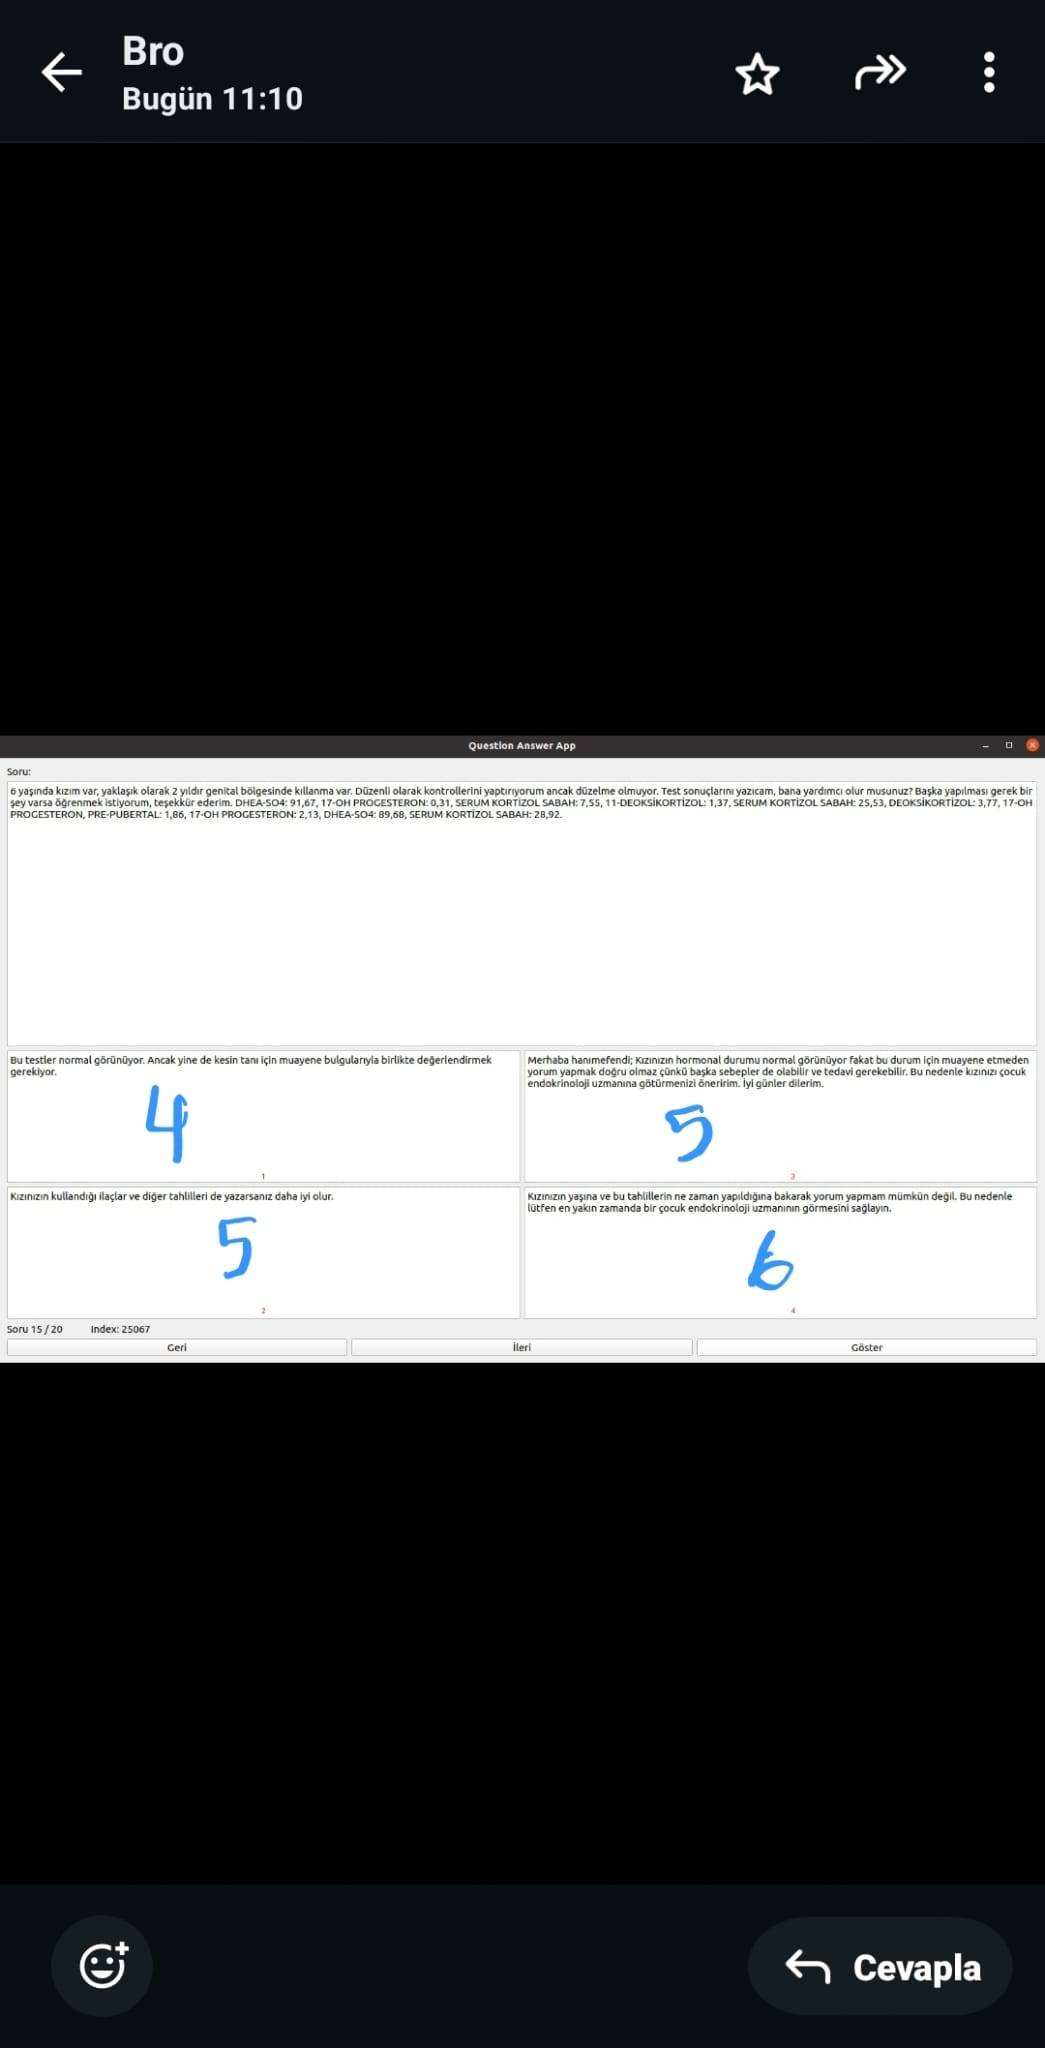 Bro
Bugün 11:10
Question Answer App
Soru:
6 yaşında kızım var, yaklaşık olarak 2 yıldır genital bölgesinde kıllanma var. Düzenli olarak kontrollerini yaptırıyorum ancak düzelme olmuyor. Test sonuçlarını yazıcam, bana yardımcı olur musunuz? Başka yapılması gerek bir
şey varsa öğrenmek istiyorum, teşekkür ederim. DHEA-SO4: 91,67, 17-OH PROGESTERON: 0,31, SERUM KORTİZOL SABAH: 7,55, 11-DEOKSİKORTİZOL: 1,37, SERUM KORTİZOL SABAH: 25,53, DEOKSİKORTİZOL: 3,77, 17-OH
PROGESTERON, PRE-PUBERTAL: 1,86, 17-OH PROGESTERON: 2,13, DHEA-SO4: 89,68, SERUM KORTİZOL SABAH: 28,92.
Bu testler normal görünüyor. Ancak yine de kesin tanı için muayene bulgularıyla birlikte değerlendirmek
gerekiyor.
4
1
Merhaba hanımefendi; Kızınızın hormonal durumu normal görünüyor fakat bu durum için muayene etmeden
yorum yapmak doğru olmaz çünkü başka sebepler de olabilir ve tedavi gerekebilir. Bu nedenle kızınızı çocuk
endokrinoloji uzmanına götürmenizi öneririm. İyi günler dilerim.
5
3
Kızınızın kullandığı ilaçlar ve diğer tahlilleri de yazarsanız daha iyi olur.
5
2
Kızınızın yaşına ve bu tahlillerin ne zaman yapıldığına bakarak yorum yapmam mümkün değil. Bu nedenle
lütfen en yakın zamanda bir çocuk endokrinoloji uzmanının görmesini sağlayın.
6
4
Soru 15 / 20 Index: 25067
Geri İleri Göster
Cevapla